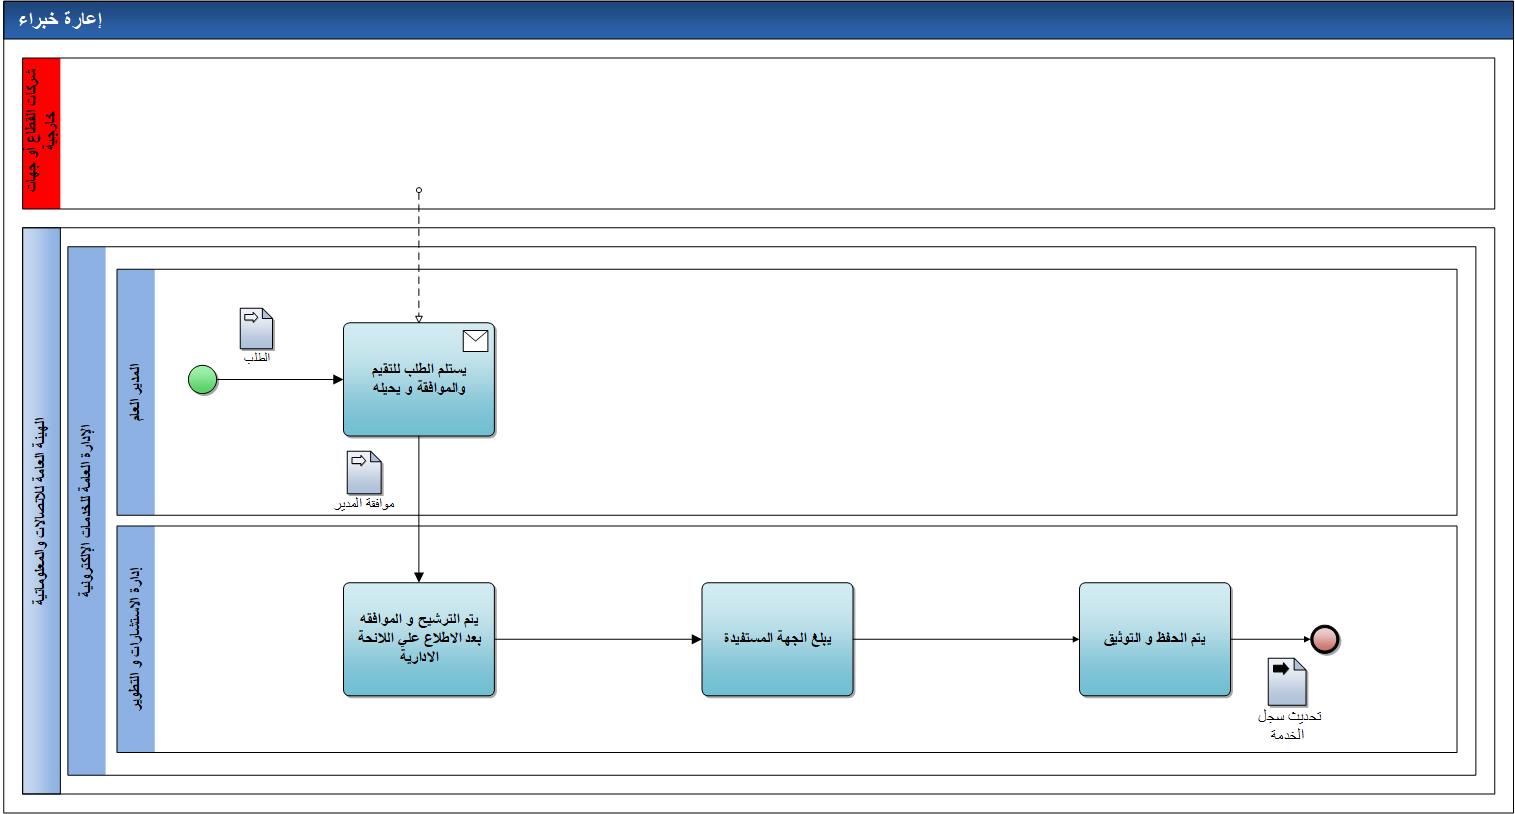 إعارة خبراء
شركات القطاع أو جهات
خارجية
الهيئة العامة للاتصالات والمعلوماتية
الإدارة العامة للخدمات الإلكترونية
المدير العام
الطلب
يستلم الطلب للتقيم
والموافقة و يحيله
موافقة المدير
إدارة الاستشارات و التطوير
يتم الترشيح و الموافقه
بعد الاطلاع على اللائحة
الادارية
يبلغ الجهة المستفيدة
يتم الحفظ و التوثيق
تحديث سجل
الخدمة